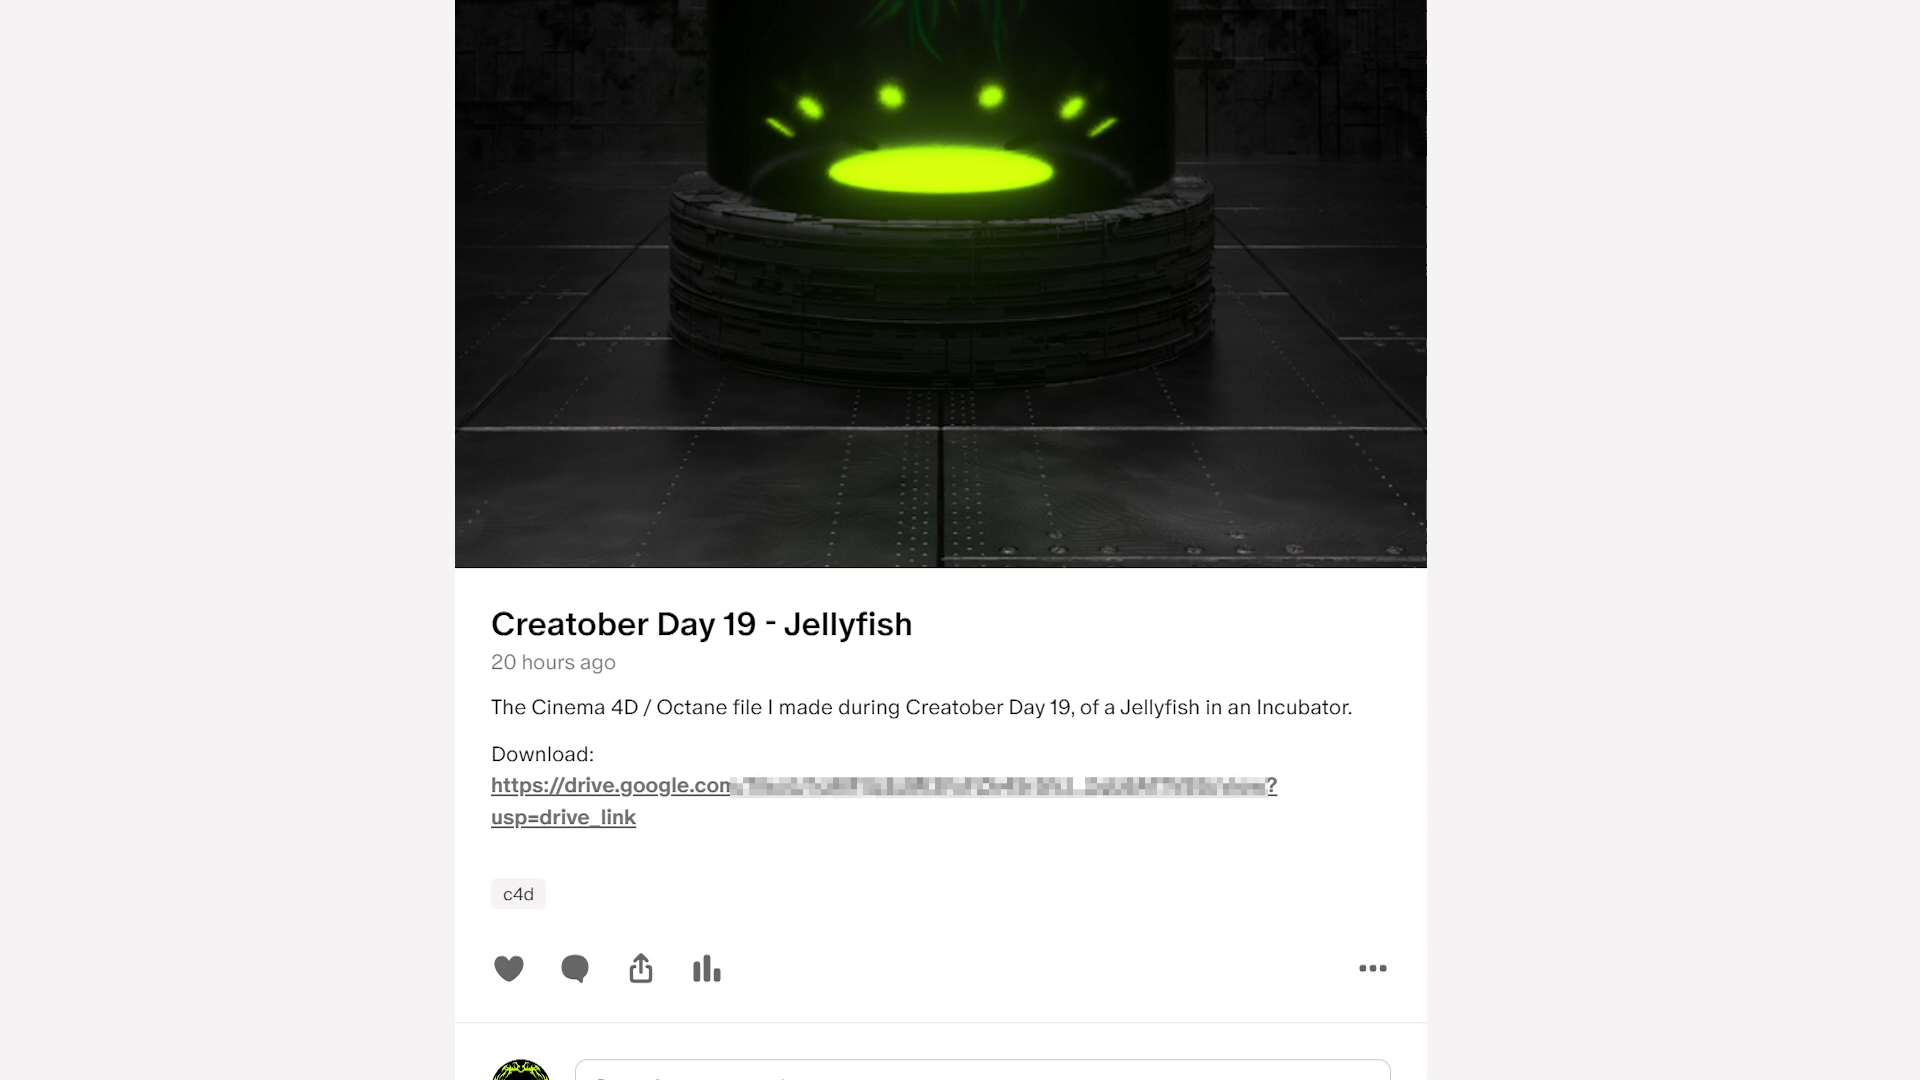 Creatober Day 19 - Jellyfish
20 hours ago
The Cinema 4D / Octane file I made during Creatober Day 19, of a Jellyfish in an Incubator.
Download:
https://drive.google.com ?
usp=drive_link
c4d